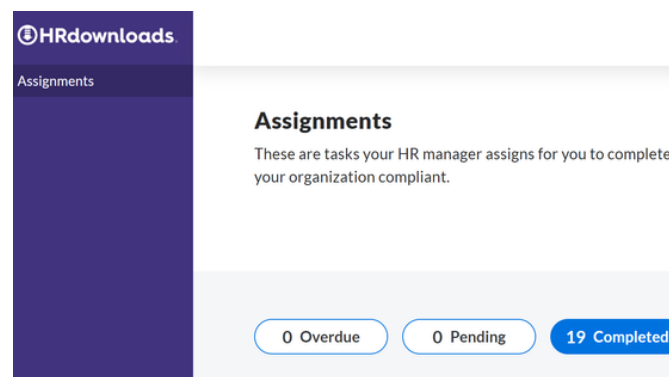 HRdownloads
Assignments
Assignments
These are tasks your HR manager assigns for you to complete
your organization compliant.
0 Overdue
0 Pending
19 Completed